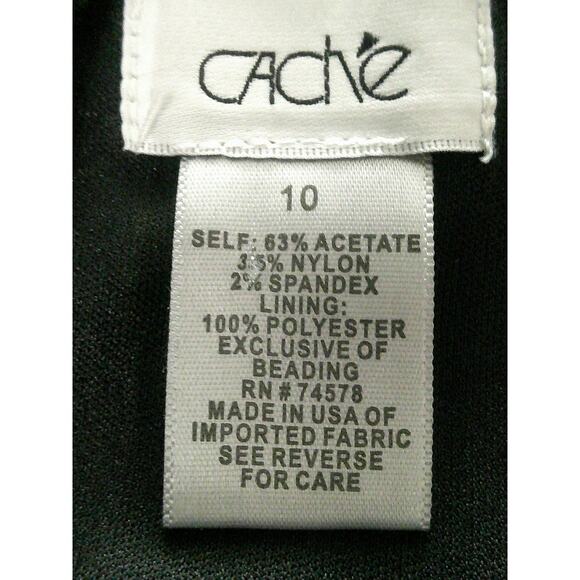 caché
10
SELF: 63% ACETATE
35% NYLON
2% SPANDEX
LINING:
100% POLYESTER
EXCLUSIVE OF
BEADING
RN # 74578
MADE IN USA OF
IMPORTED FABRIC
SEE REVERSE
FOR CARE